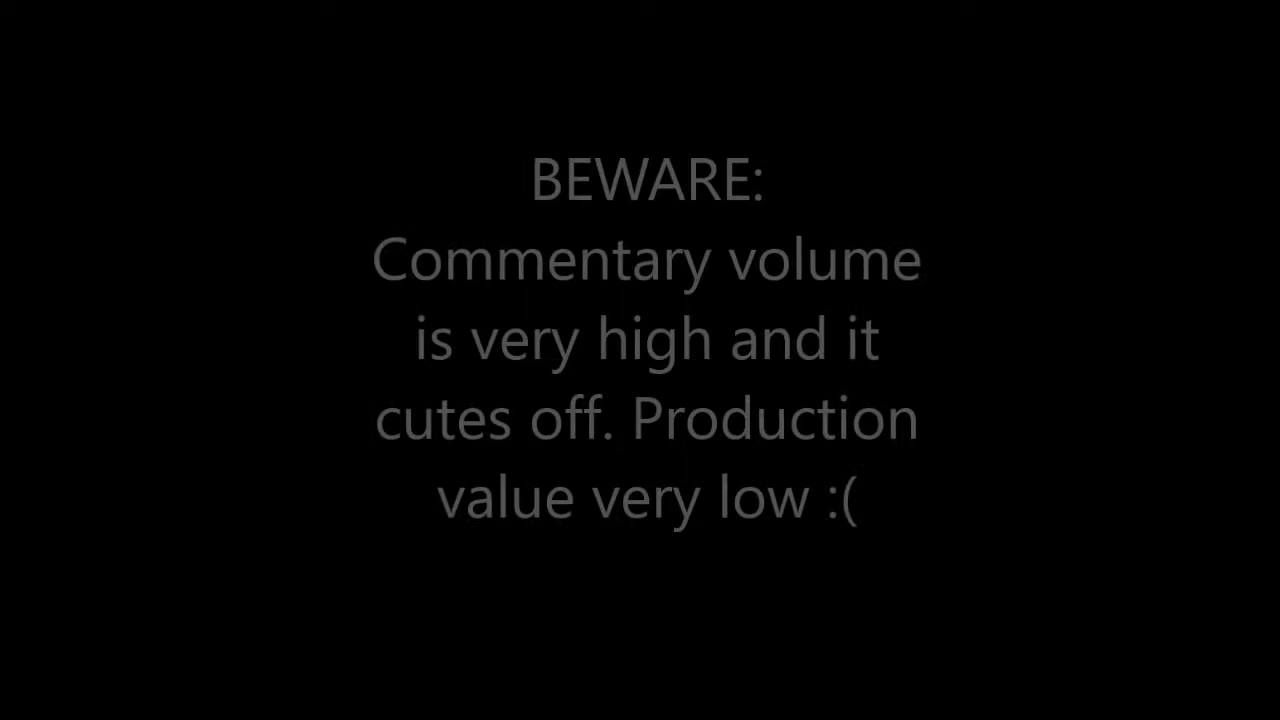 BEWARE:
Commentary volume
is very high and it
cutes off. Production
value very low :(